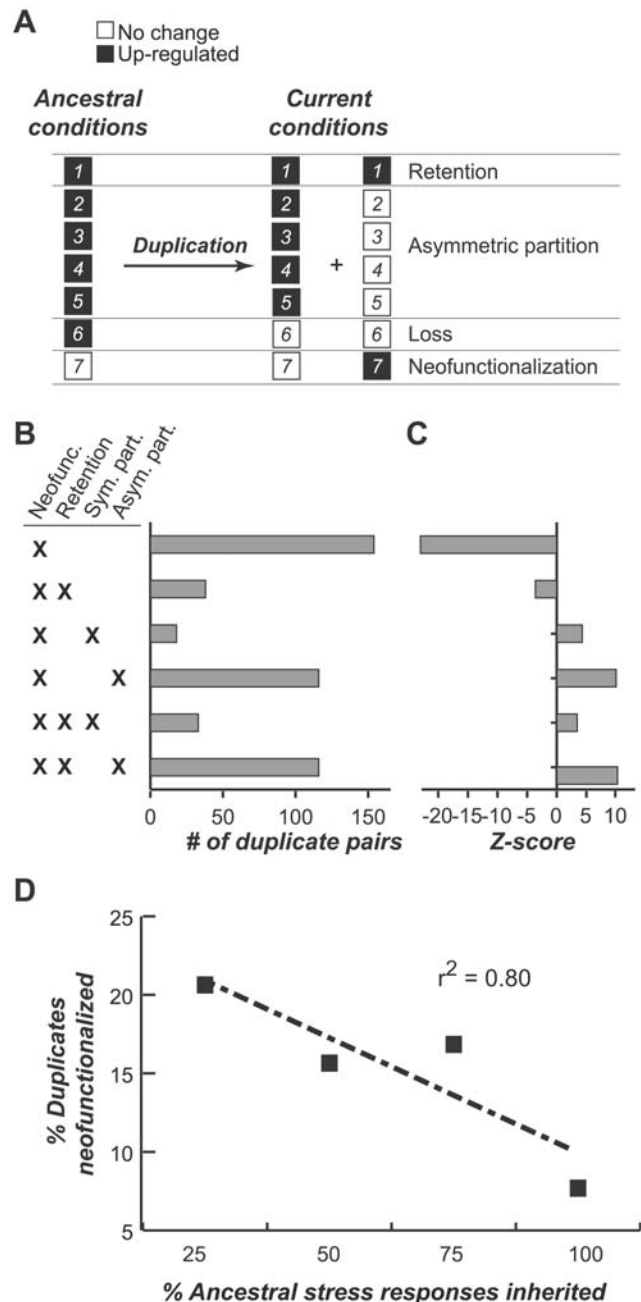 A
No change
Up-regulated
Ancestral conditions
Current conditions
1 1 1 Retention
2 2 2
3 3 3
Duplication
Asymmetric partition
4 4 + 4
5 5 5
6 6 6 Loss
7 7 7 Neofunctionalization
B
C
Neofunc.
Retention
Sym. part.
Asym. part.
X
X X
X X
X X
X X X
X X X
0 50 100 150
# of duplicate pairs
-20 -15 -10 -5 0 5 10
Z-score
D
25
20
15
10
5
% Duplicates neofunctionalized
r² = 0.80
25 50 75 100
% Ancestral stress responses inherited